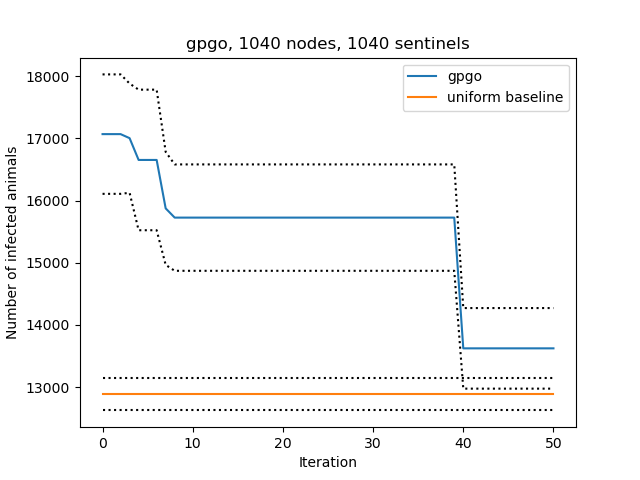 gpgo, 1040 nodes, 1040 sentinels
gpgo
uniform baseline
Number of infected animals
18000
17000
16000
15000
14000
13000
0 10 20 30 40 50
Iteration